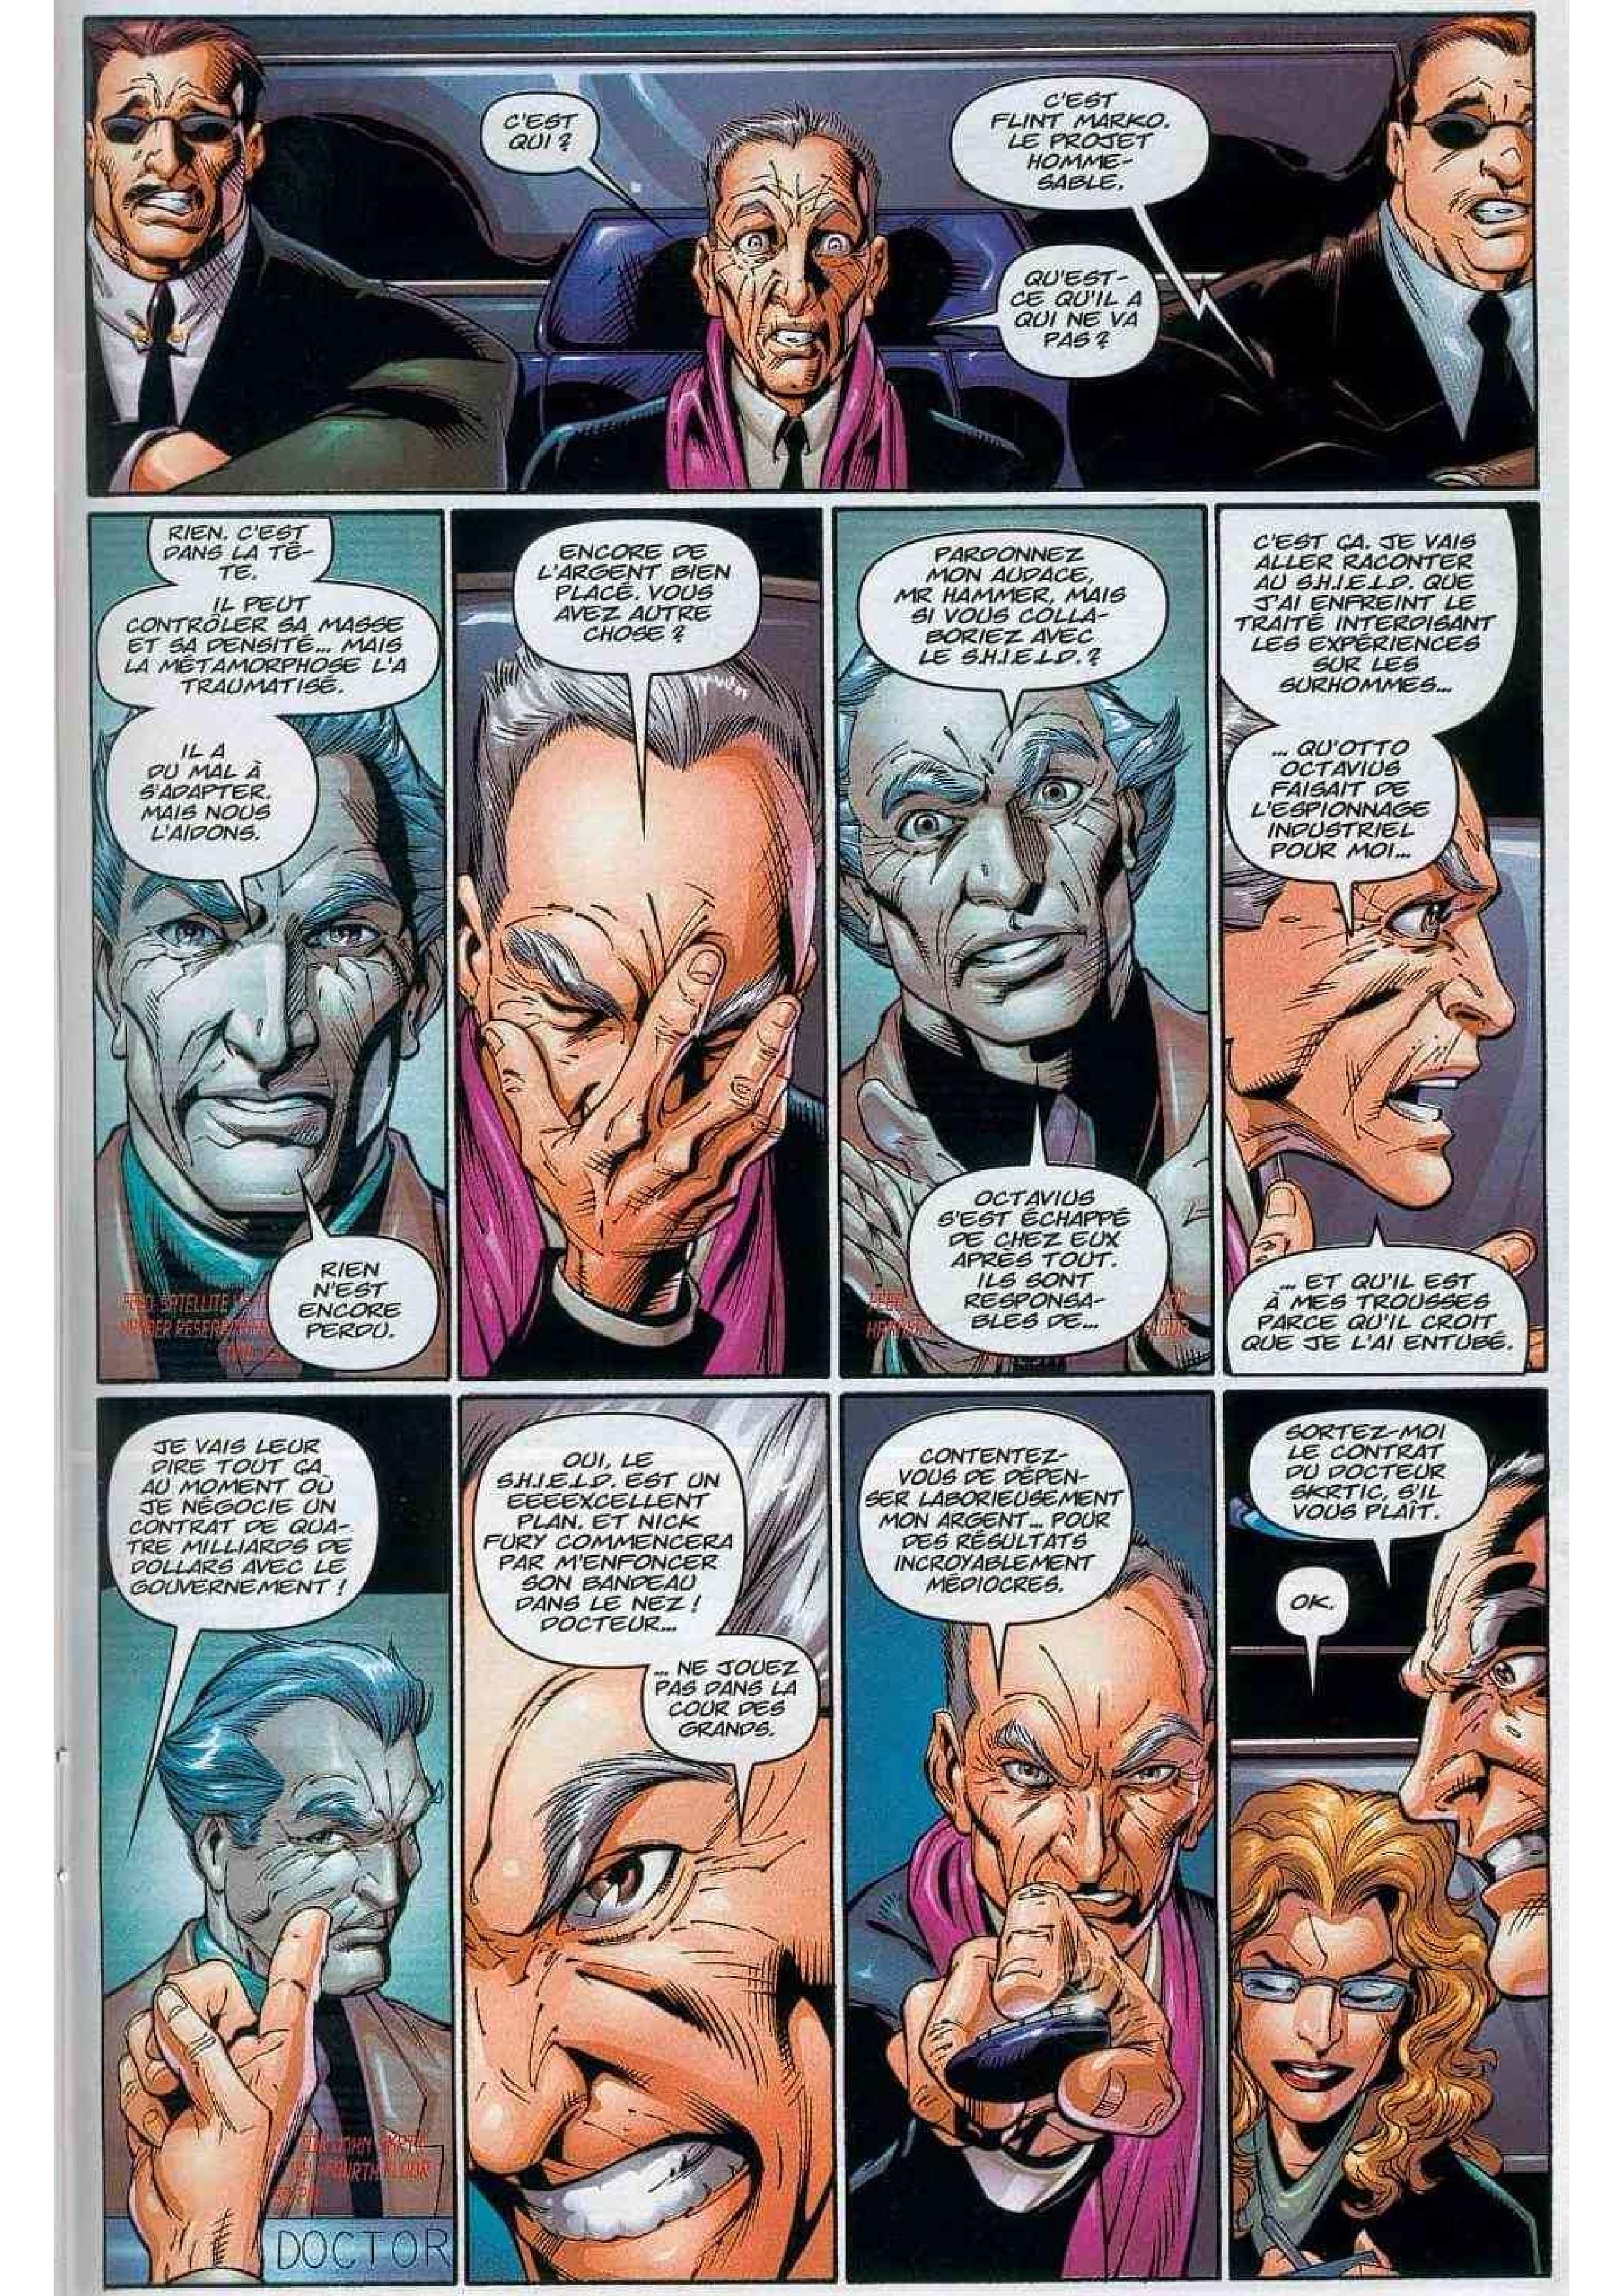 C'EST
QUI ?
C'EST
FLINT MARKO.
LE PROJET
HOMME-
SABLE.
QU'EST-
CE QU'IL A
QUI NE VA
PAS ?
RIEN. C'EST
DANS LA TÊ-
TE.
IL PEUT
CONTRÔLER SA MASSE
ET SA DENSITÉ... MAIS
LA MÉTAMORPHOSE L'A
TRAUMATISÉ.
IL A
DU MAL À
S'ADAPTER.
MAIS NOUS
L'AIDONS.
RIEN
N'EST
ENCORE
PERDU.
ENCORE DE
L'ARGENT BIEN
PLACÉ. VOUS
AVEZ AUTRE
CHOSE ?
PARDONNEZ
MON AUDACE,
MR HAMMER, MAIS
SI VOUS COLLA-
BORIEZ AVEC
LE S.H.I.E.L.D. ?
OCTAVIUS
S'EST ÉCHAPPÉ
DE CHEZ EUX
APRÈS TOUT.
ILS SONT
RESPONSA-
BLES DE...
C'EST ÇA. JE VAIS
ALLER RACONTER
AU S.H.I.E.L.D. QUE
J'AI ENFREINT LE
TRAITÉ INTERDISANT
LES EXPÉRIENCES
SUR LES
SURHOMMES...
... QU'OTTO
OCTAVIUS
FAISAIT DE
L'ESPIONNAGE
INDUSTRIEL
POUR MOI...
... ET QU'IL EST
À MES TROUSSES
PARCE QU'IL CROIT
QUE JE L'AI ENTUBÉ.
JE VAIS LEUR
DIRE TOUT ÇA
AU MOMENT OÙ
JE NÉGOCIE UN
CONTRAT DE QUA-
TRE MILLIARDS DE
DOLLARS AVEC LE
GOUVERNEMENT !
DOCTOR
OUI, LE
S.H.I.E.L.D. EST UN
EEEEXCELLENT
PLAN. ET NICK
FURY COMMENCERA
PAR M'ENFONCER
SON BANDEAU
DANS LE NEZ !
DOCTEUR...
... NE JOUEZ
PAS DANS LA
COUR DES
GRANDS.
CONTENTEZ-
VOUS DE DÉPEN-
SER LABORIEUSEMENT
MON ARGENT... POUR
DES RÉSULTATS
INCROYABLEMENT
MÉDIOCRES.
SORTEZ-MOI
LE CONTRAT
DU DOCTEUR
SKRTIC, S'IL
VOUS PLAÎT.
OK.